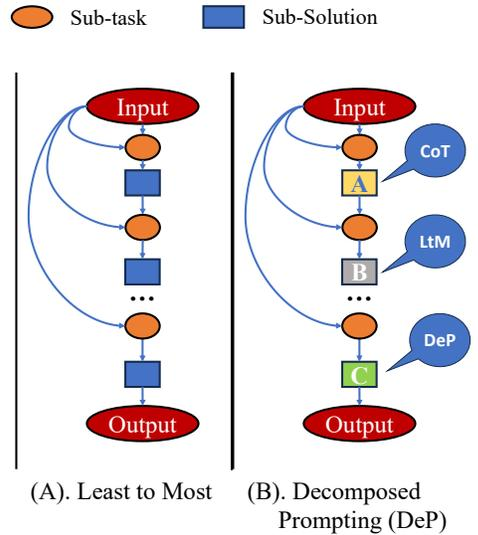 Sub-task
Sub-Solution
Input
...
Output
(A). Least to Most
Input
CoT
A
LtM
B
...
DeP
C
Output
(B). Decomposed
Prompting (DeP)